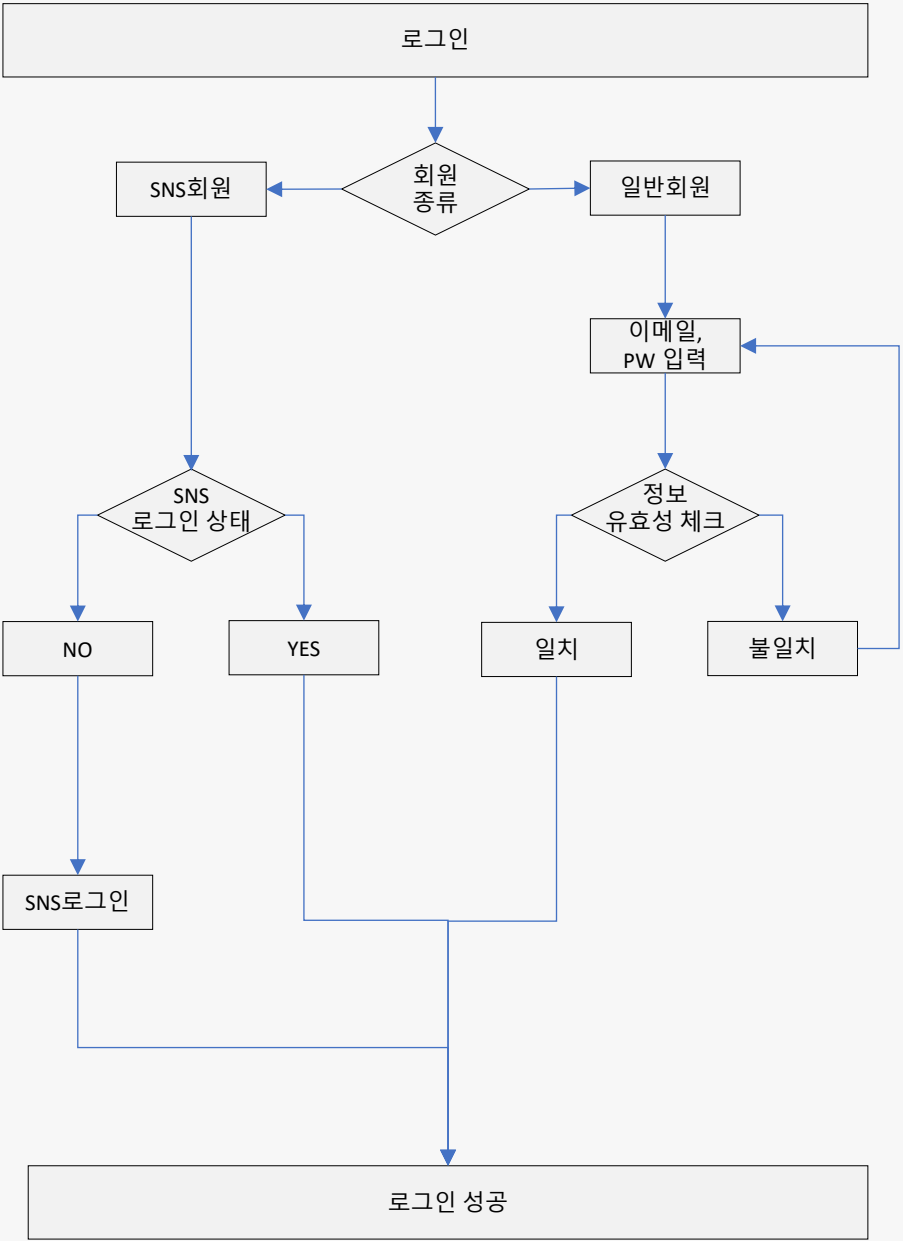 로그인
SNS회원
회원
종류
일반회원
이메일,
PW 입력
SNS
로그인 상태
정보
유효성 체크
NO
YES
일치
불일치
SNS로그인
로그인 성공